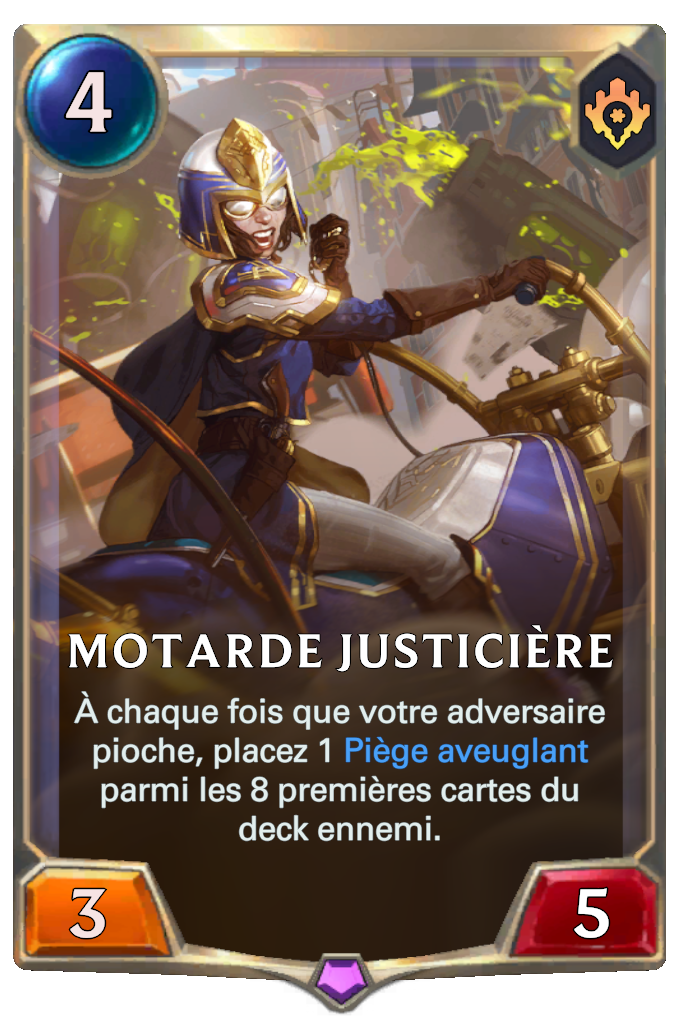 4
MOTARDE JUSTICIÈRE
À chaque fois que votre adversaire
pioche, placez 1 Piège aveuglant
parmi les 8 premières cartes du
deck ennemi.
3
5